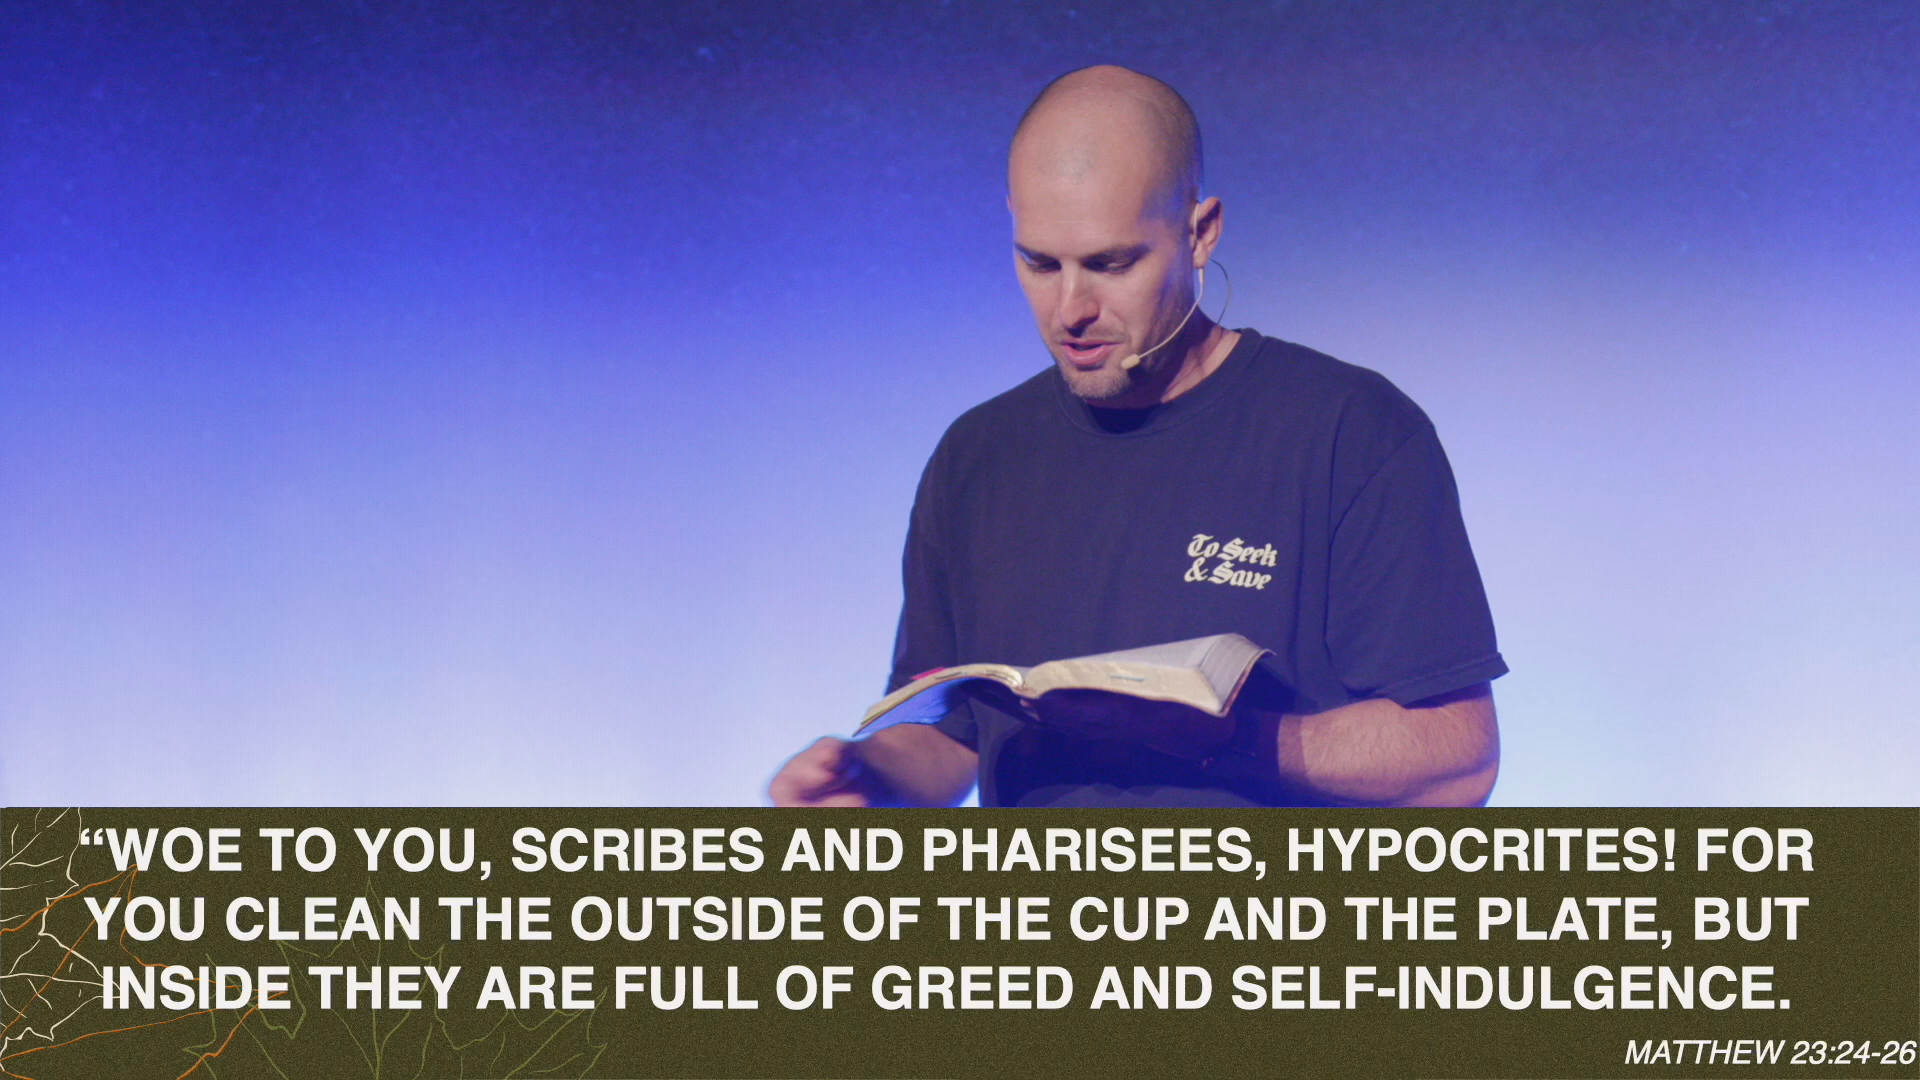 To Seek
& Save
“WOE TO YOU, SCRIBES AND PHARISEES, HYPOCRITES! FOR
YOU CLEAN THE OUTSIDE OF THE CUP AND THE PLATE, BUT
INSIDE THEY ARE FULL OF GREED AND SELF-INDULGENCE.
MATTHEW 23:24-26